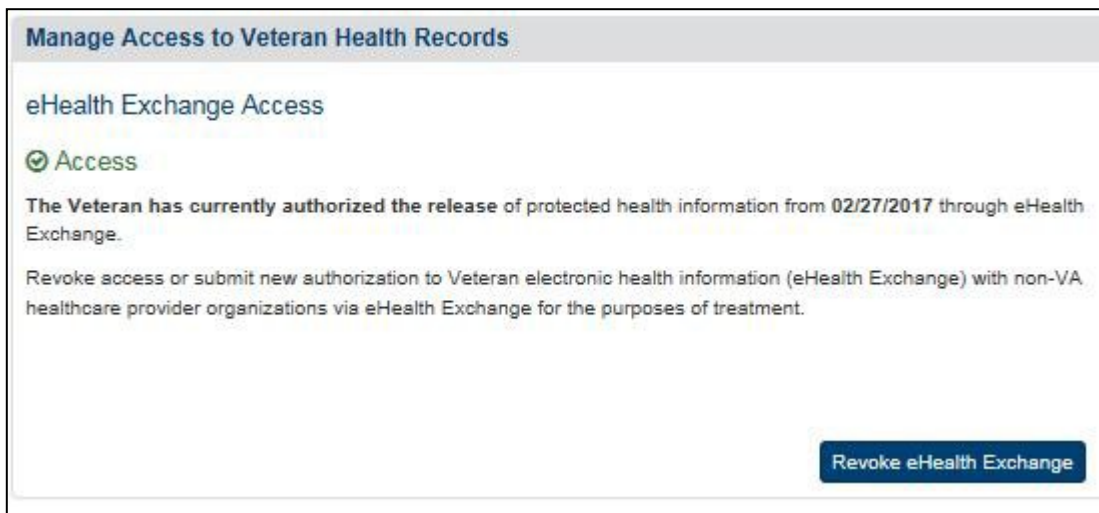 Manage Access to Veteran Health Records
eHealth Exchange Access
Access
The Veteran has currently authorized the release of protected health information from 02/27/2017 through eHealth
Exchange.
Revoke access or submit new authorization to Veteran electronic health information (eHealth Exchange) with non-VA
healthcare provider organizations via eHealth Exchange for the purposes of treatment.
Revoke eHealth Exchange